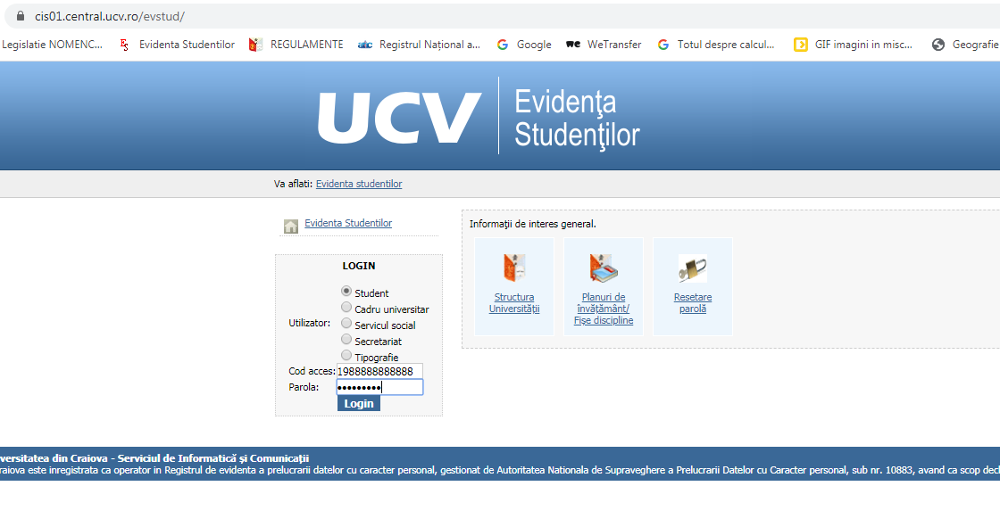 cis01.central.ucv.ro/evstud/
Legislatie NOMENC... Evidenta Studentilor REGULAMENTE Registrul Național a... Google WeTransfer Totul despre calcul... GIF imagini in misc... Geografie
UCV
Evidenţa
Studenţilor
Va aflati: Evidenta studentilor
Evidenta Studentilor
LOGIN
Utilizator:
Student
Cadru universitar
Servicul social
Secretariat
Tipografie
Cod acces: 1988888888888
Parola: •••••••••
Login
Informaţii de interes general.
Structura
Universităţii
Planuri de
învăţământ/
Fişe discipline
Resetare
parolă
versitatea din Craiova - Serviciul de Informatică şi Comunicaţii
raiova este inregistrata ca operator in Registrul de evidenta a prelucrarii datelor cu caracter personal, gestionat de Autoritatea Nationala de Supraveghere a Prelucrarii Datelor cu Caracter personal, sub nr. 10883, avand ca scop decl